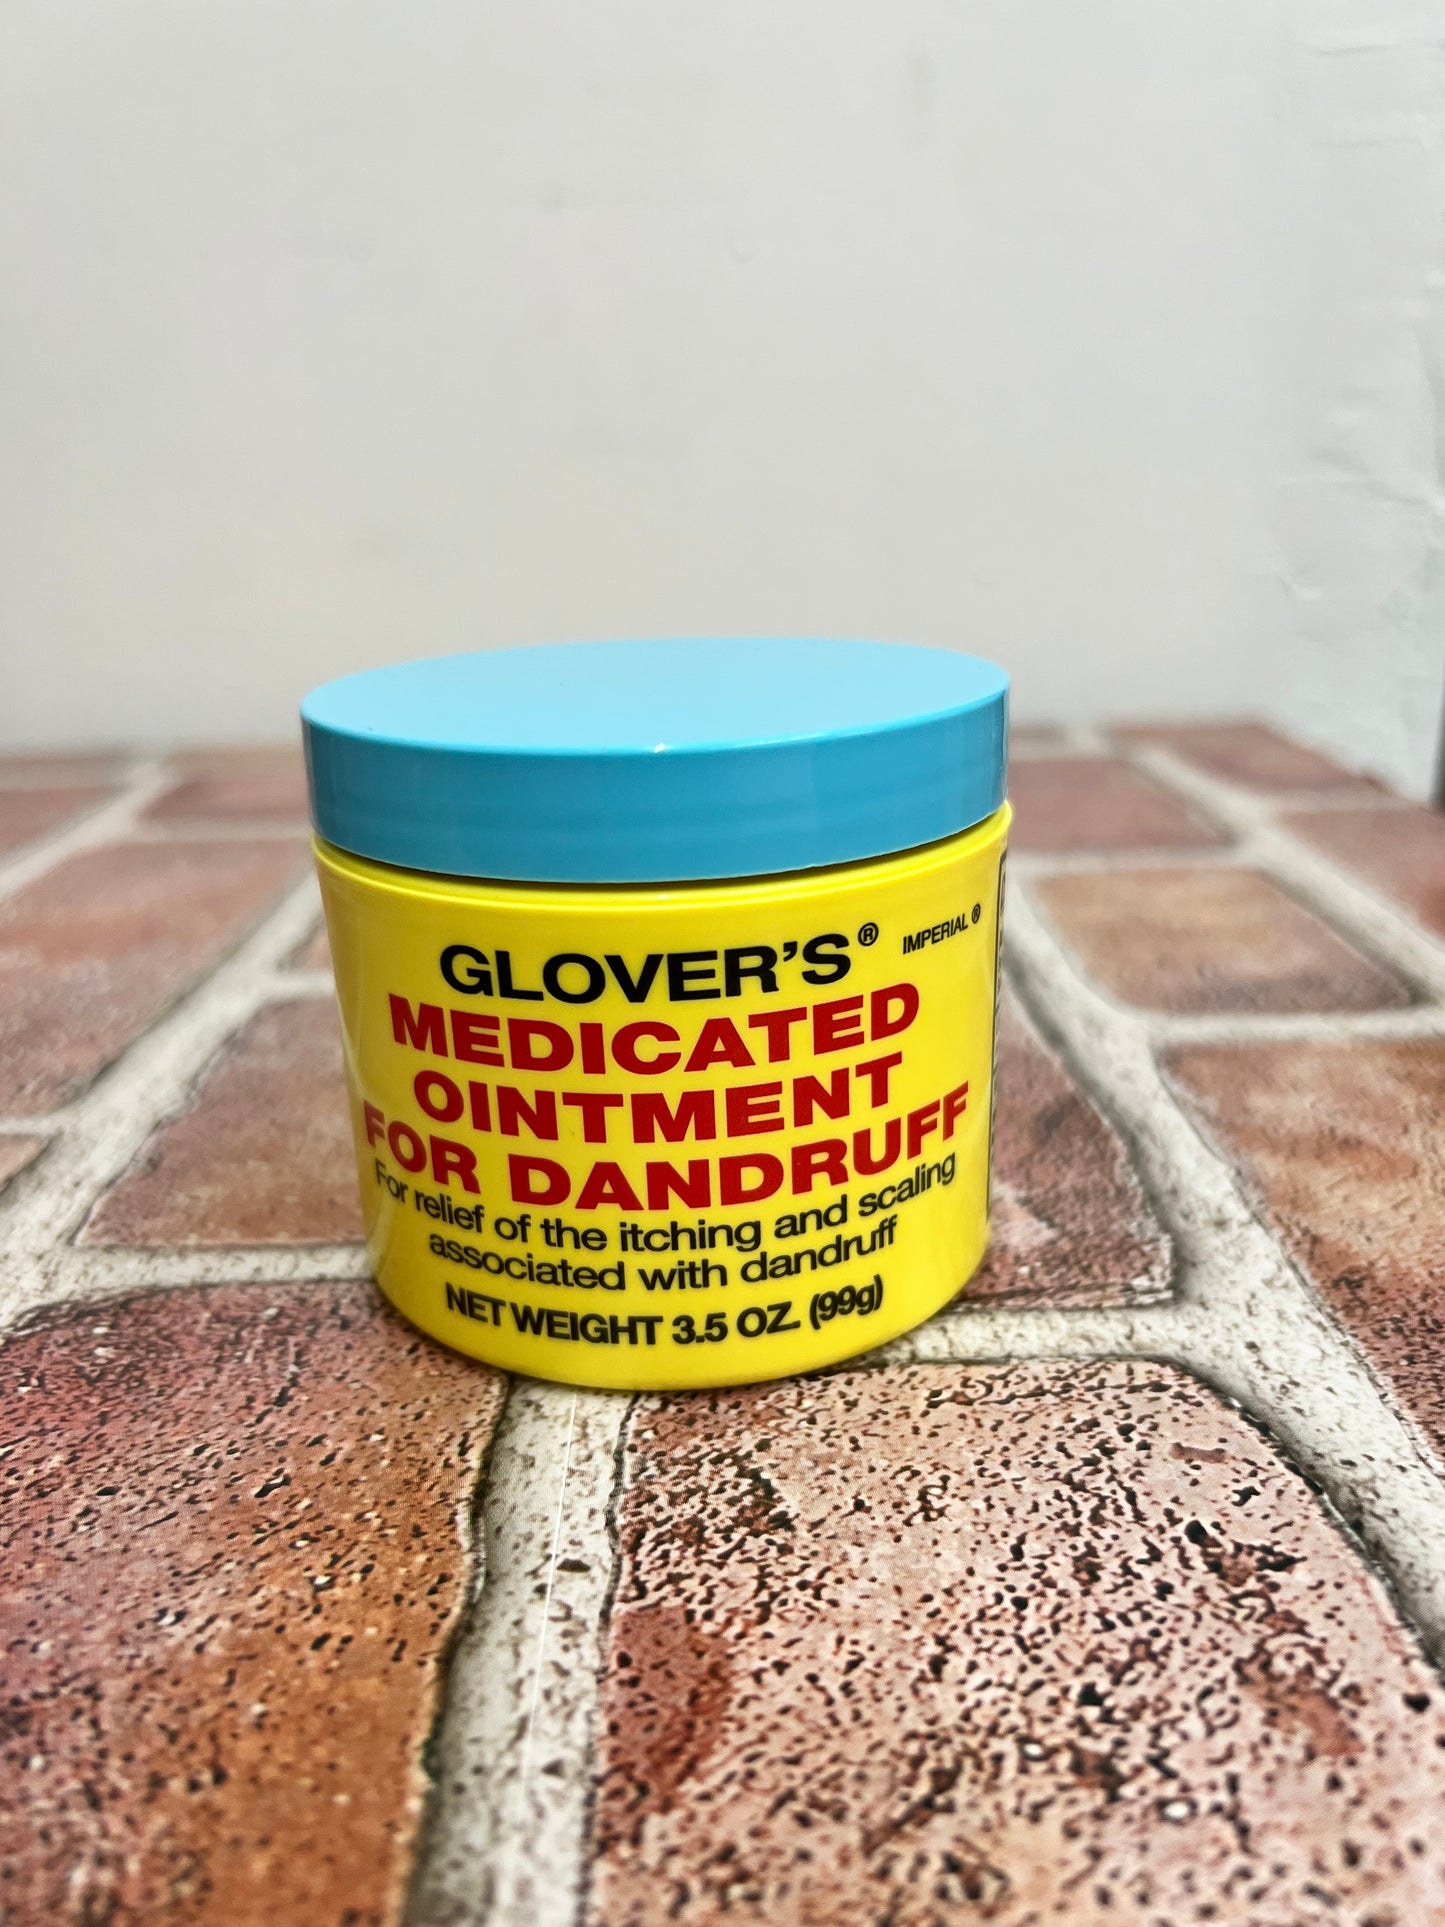 GLOVER'S® IMPERIAL®
MEDICATED
OINTMENT
FOR DANDRUFF
For relief of the itching and scaling
associated with dandruff
NET WEIGHT 3.5 OZ. (99g)